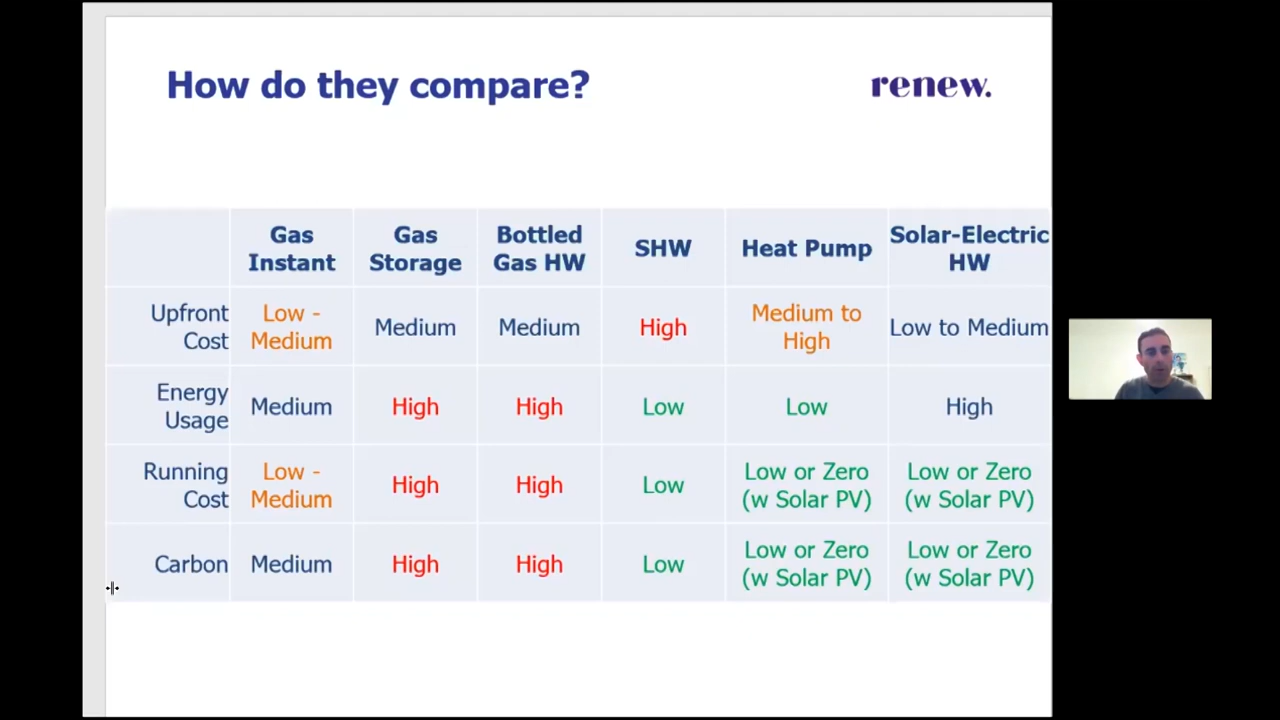 How do they compare?
renew.
Gas Instant | Gas Storage | Bottled Gas HW | SHW | Heat Pump | Solar-Electric HW
Upfront Cost | Low - Medium | Medium | Medium | High | Medium to High | Low to Medium
Energy Usage | Medium | High | High | Low | Low | High
Running Cost | Low - Medium | High | High | Low | Low or Zero (w Solar PV) | Low or Zero (w Solar PV)
Carbon | Medium | High | High | Low | Low or Zero (w Solar PV) | Low or Zero (w Solar PV)